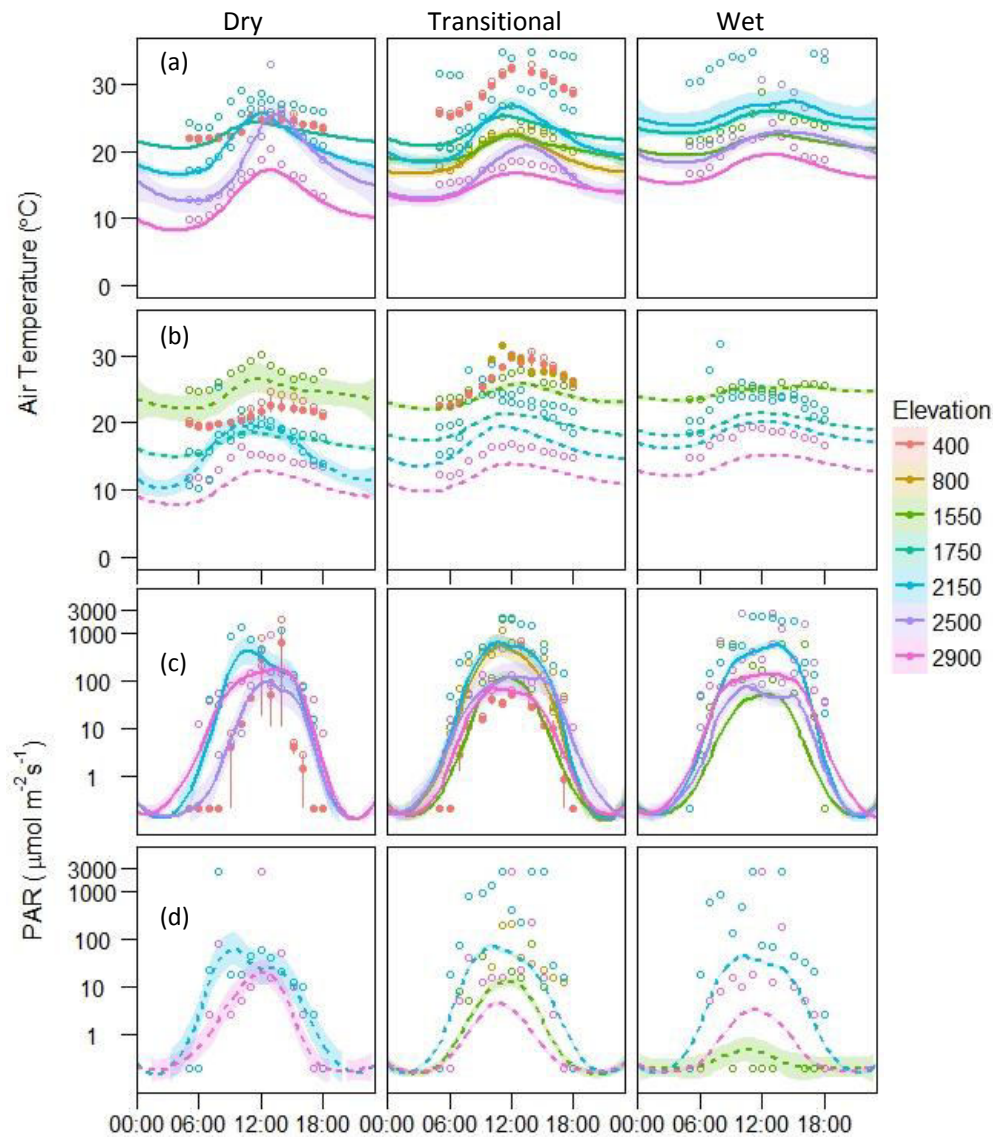 Dry Transitional Wet
(a)
30
20
10
0
Air Temperature (°C)
(b)
30
20
10
0
Elevation
400
800
1550
1750
2150
2500
2900
(c)
3000
1000
100
10
1
PAR (μmol m⁻² s⁻¹)
(d)
3000
1000
100
10
1
00:00 06:00 12:00 18:00 00:00 06:00 12:00 18:00 00:00 06:00 12:00 18:00